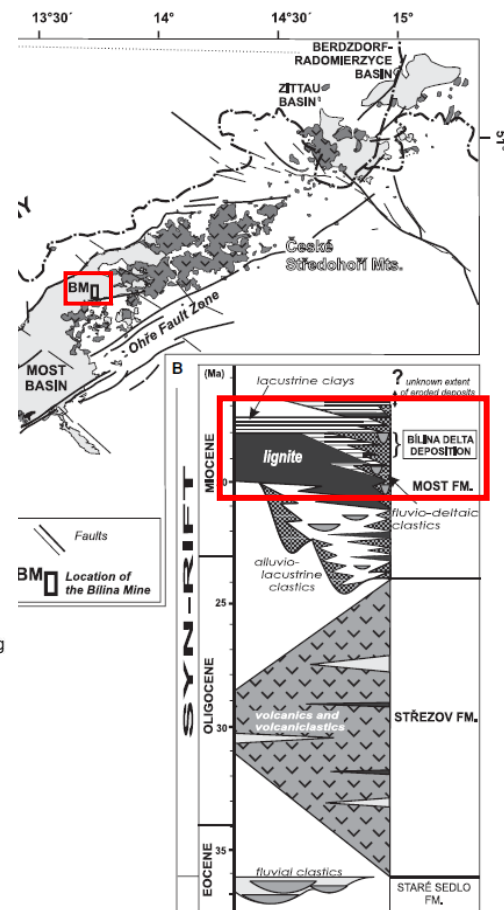 13°30′ 14° 14°30′ 15°
BERDZDORF-
RADOMIERZYCE
BASIN
ZITTAU
BASIN
51
Y
České
Středohoří Mts.
BM
Ohře Fault Zone
MOST
BASIN
B
(Ma)
lacustrine clays
?
unknown extent
of eroded deposits
BÍLINA DELTA
DEPOSITION
lignite
MIOCENE
MOST FM.
fluvio-deltaic
clastics
Faults
alluvio-
lacustrine
clastics
BM
Location of
the Bílina Mine
SYN-RIFT
25
g
OLIGOCENE
volcanics and
volcaniclastics
STŘEZOV FM.
30
35
EOCENE
fluvial clastics
STARÉ SEDLO
FM.